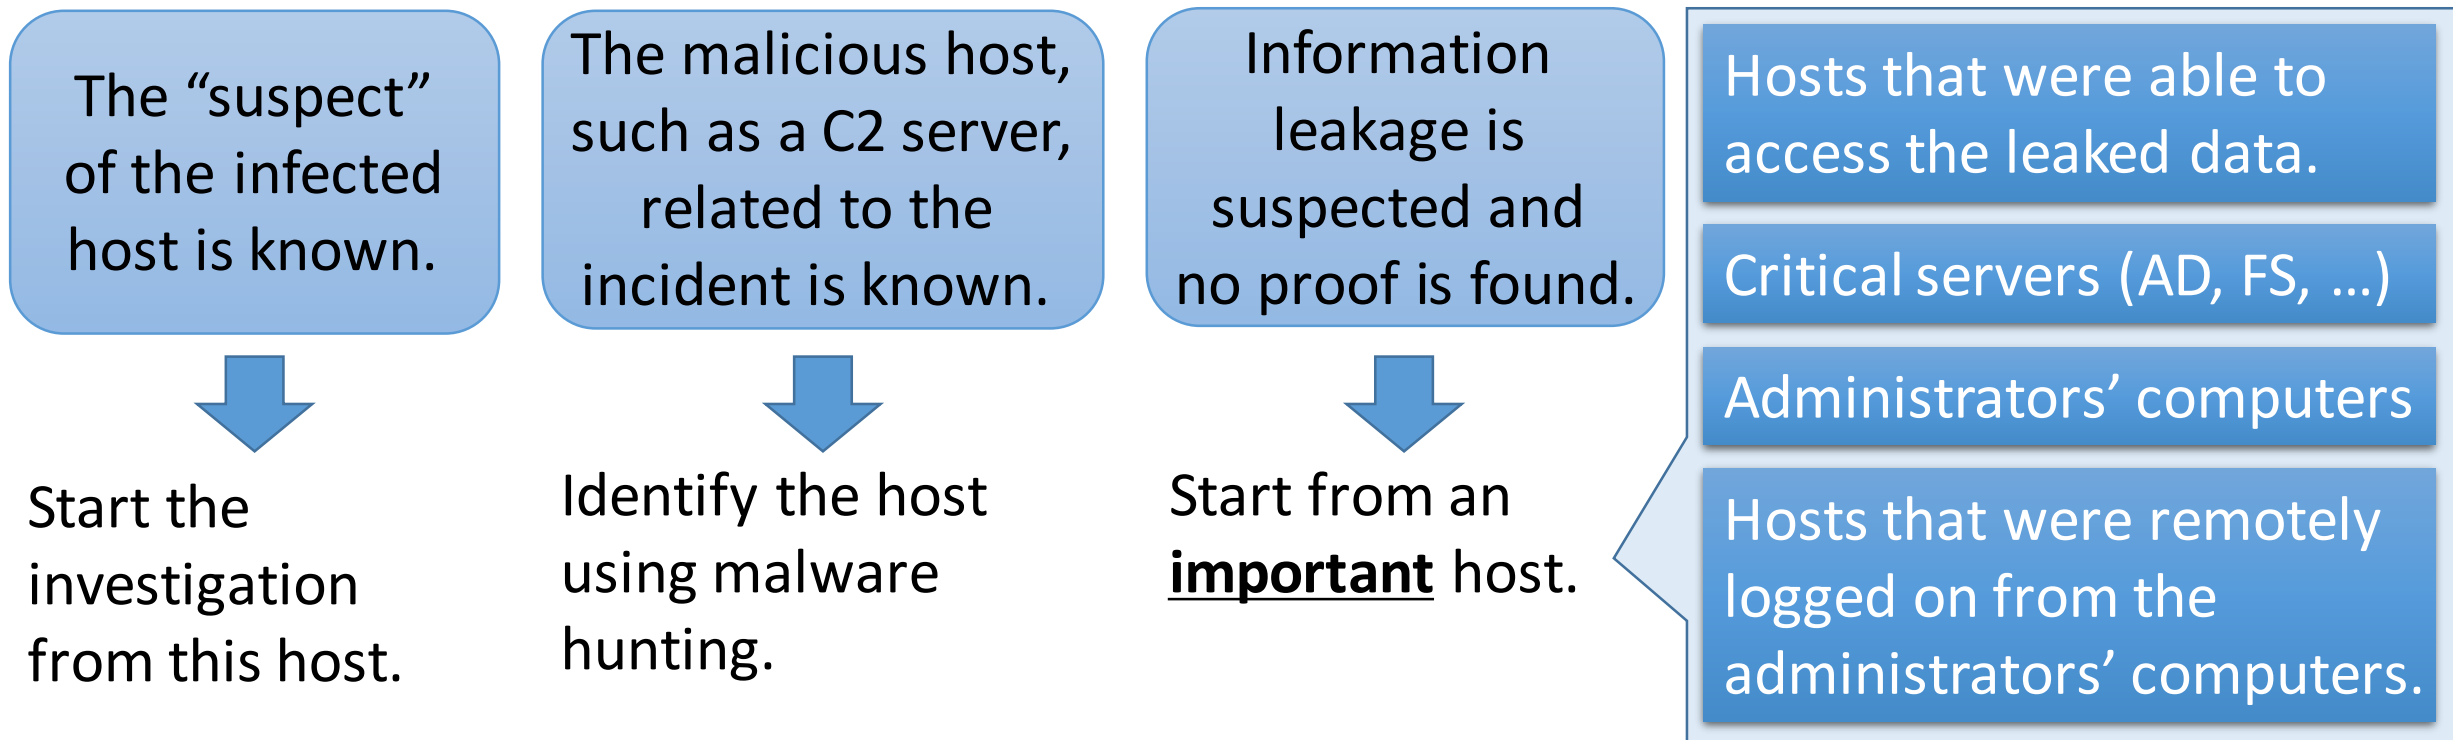 The “suspect”
of the infected
host is known.
Start the
investigation
from this host.
The malicious host,
such as a C2 server,
related to the
incident is known.
Identify the host
using malware
hunting.
Information
leakage is
suspected and
no proof is found.
Start from an
important host.
Hosts that were able to
access the leaked data.
Critical servers (AD, FS, …)
Administrators’ computers
Hosts that were remotely
logged on from the
administrators’ computers.